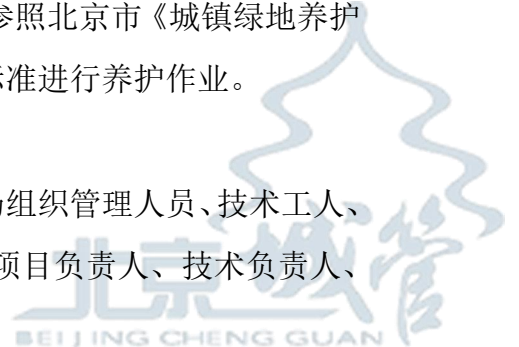 参照北京市《城镇绿地养护
标准进行养护作业。
组织管理人员、技术工人、
项目负责人、技术负责人、
北京城管
BEIJING CHENG GUAN